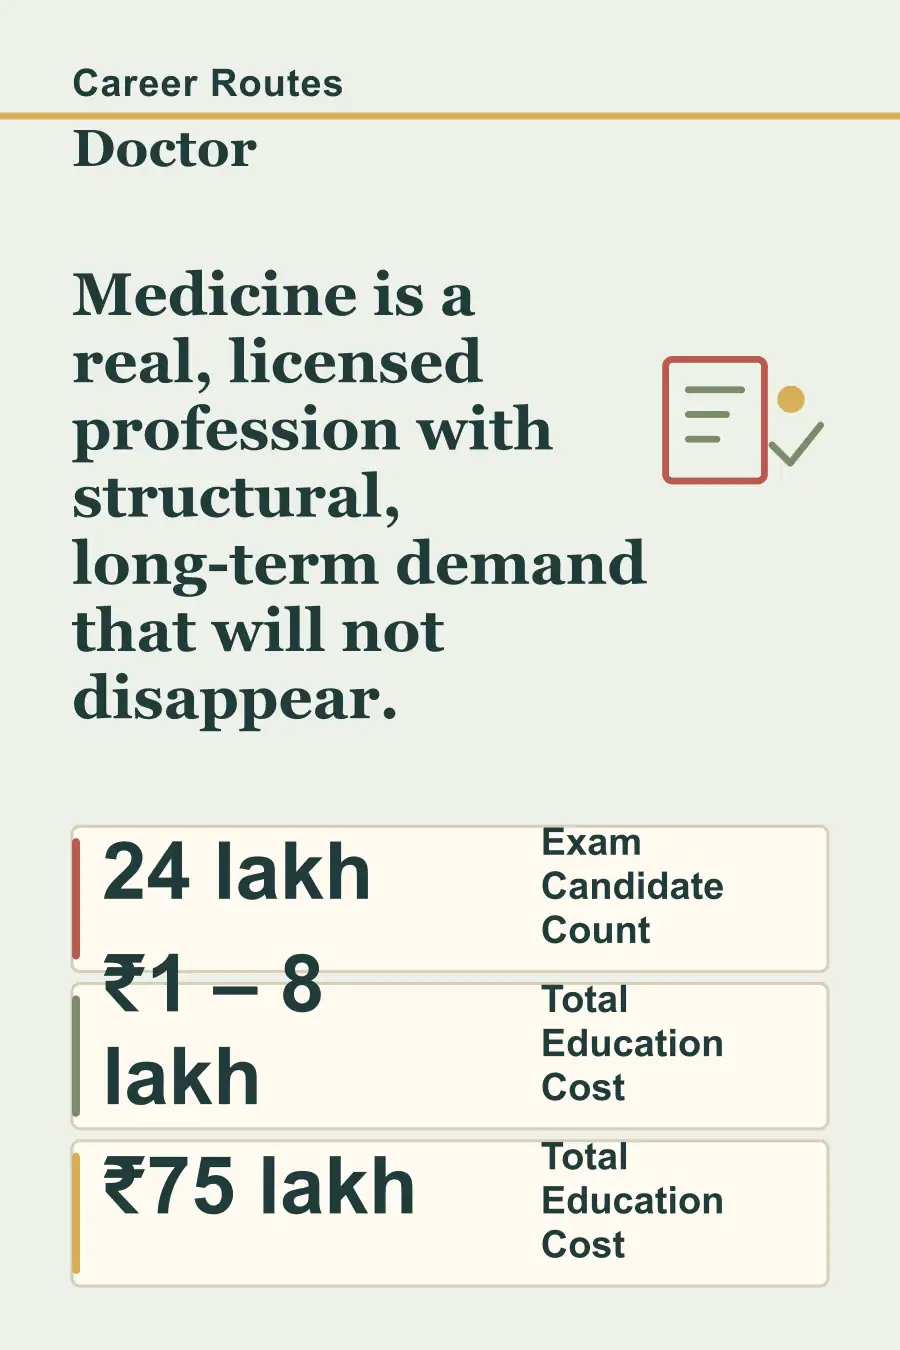 Career Routes
Doctor
Medicine is a
real, licensed
profession with
structural,
long-term demand
that will not
disappear.
24 lakh
Exam
Candidate
Count
₹1 – 8
lakh
Total
Education
Cost
₹75 lakh
Total
Education
Cost